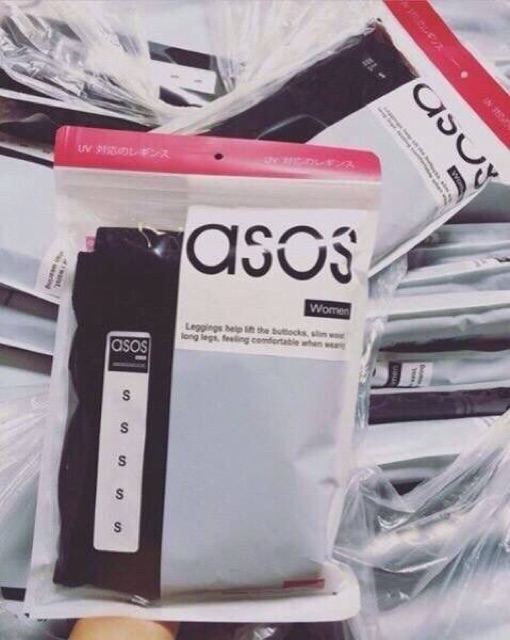 UV 対応のレギンス
UV 対応のレギンス
asos
Women
Leggings help lift the buttocks, slim waist
long legs, feeling comfortable when wearing
asos
S
S
S
S
S
asos